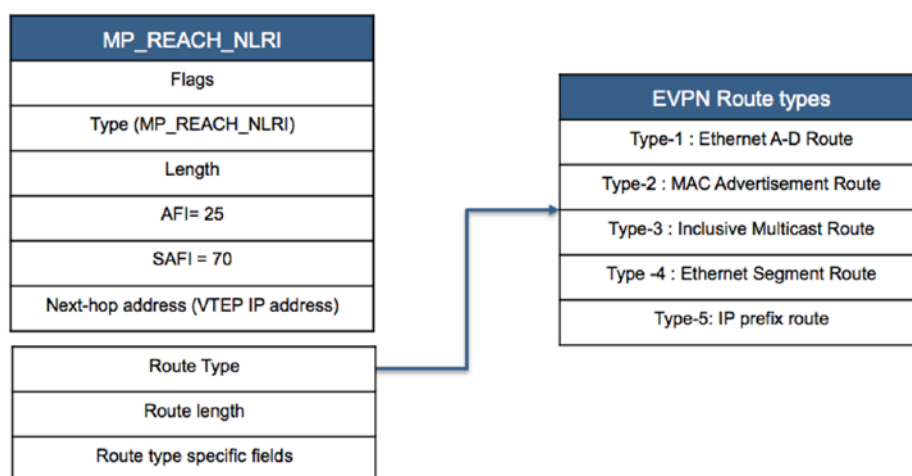 MP_REACH_NLRI
Flags
Type (MP_REACH_NLRI)
Length
AFI= 25
SAFI = 70
Next-hop address (VTEP IP address)
Route Type
Route length
Route type specific fields
EVPN Route types
Type-1 : Ethernet A-D Route
Type-2 : MAC Advertisement Route
Type-3 : Inclusive Multicast Route
Type -4 : Ethernet Segment Route
Type-5: IP prefix route